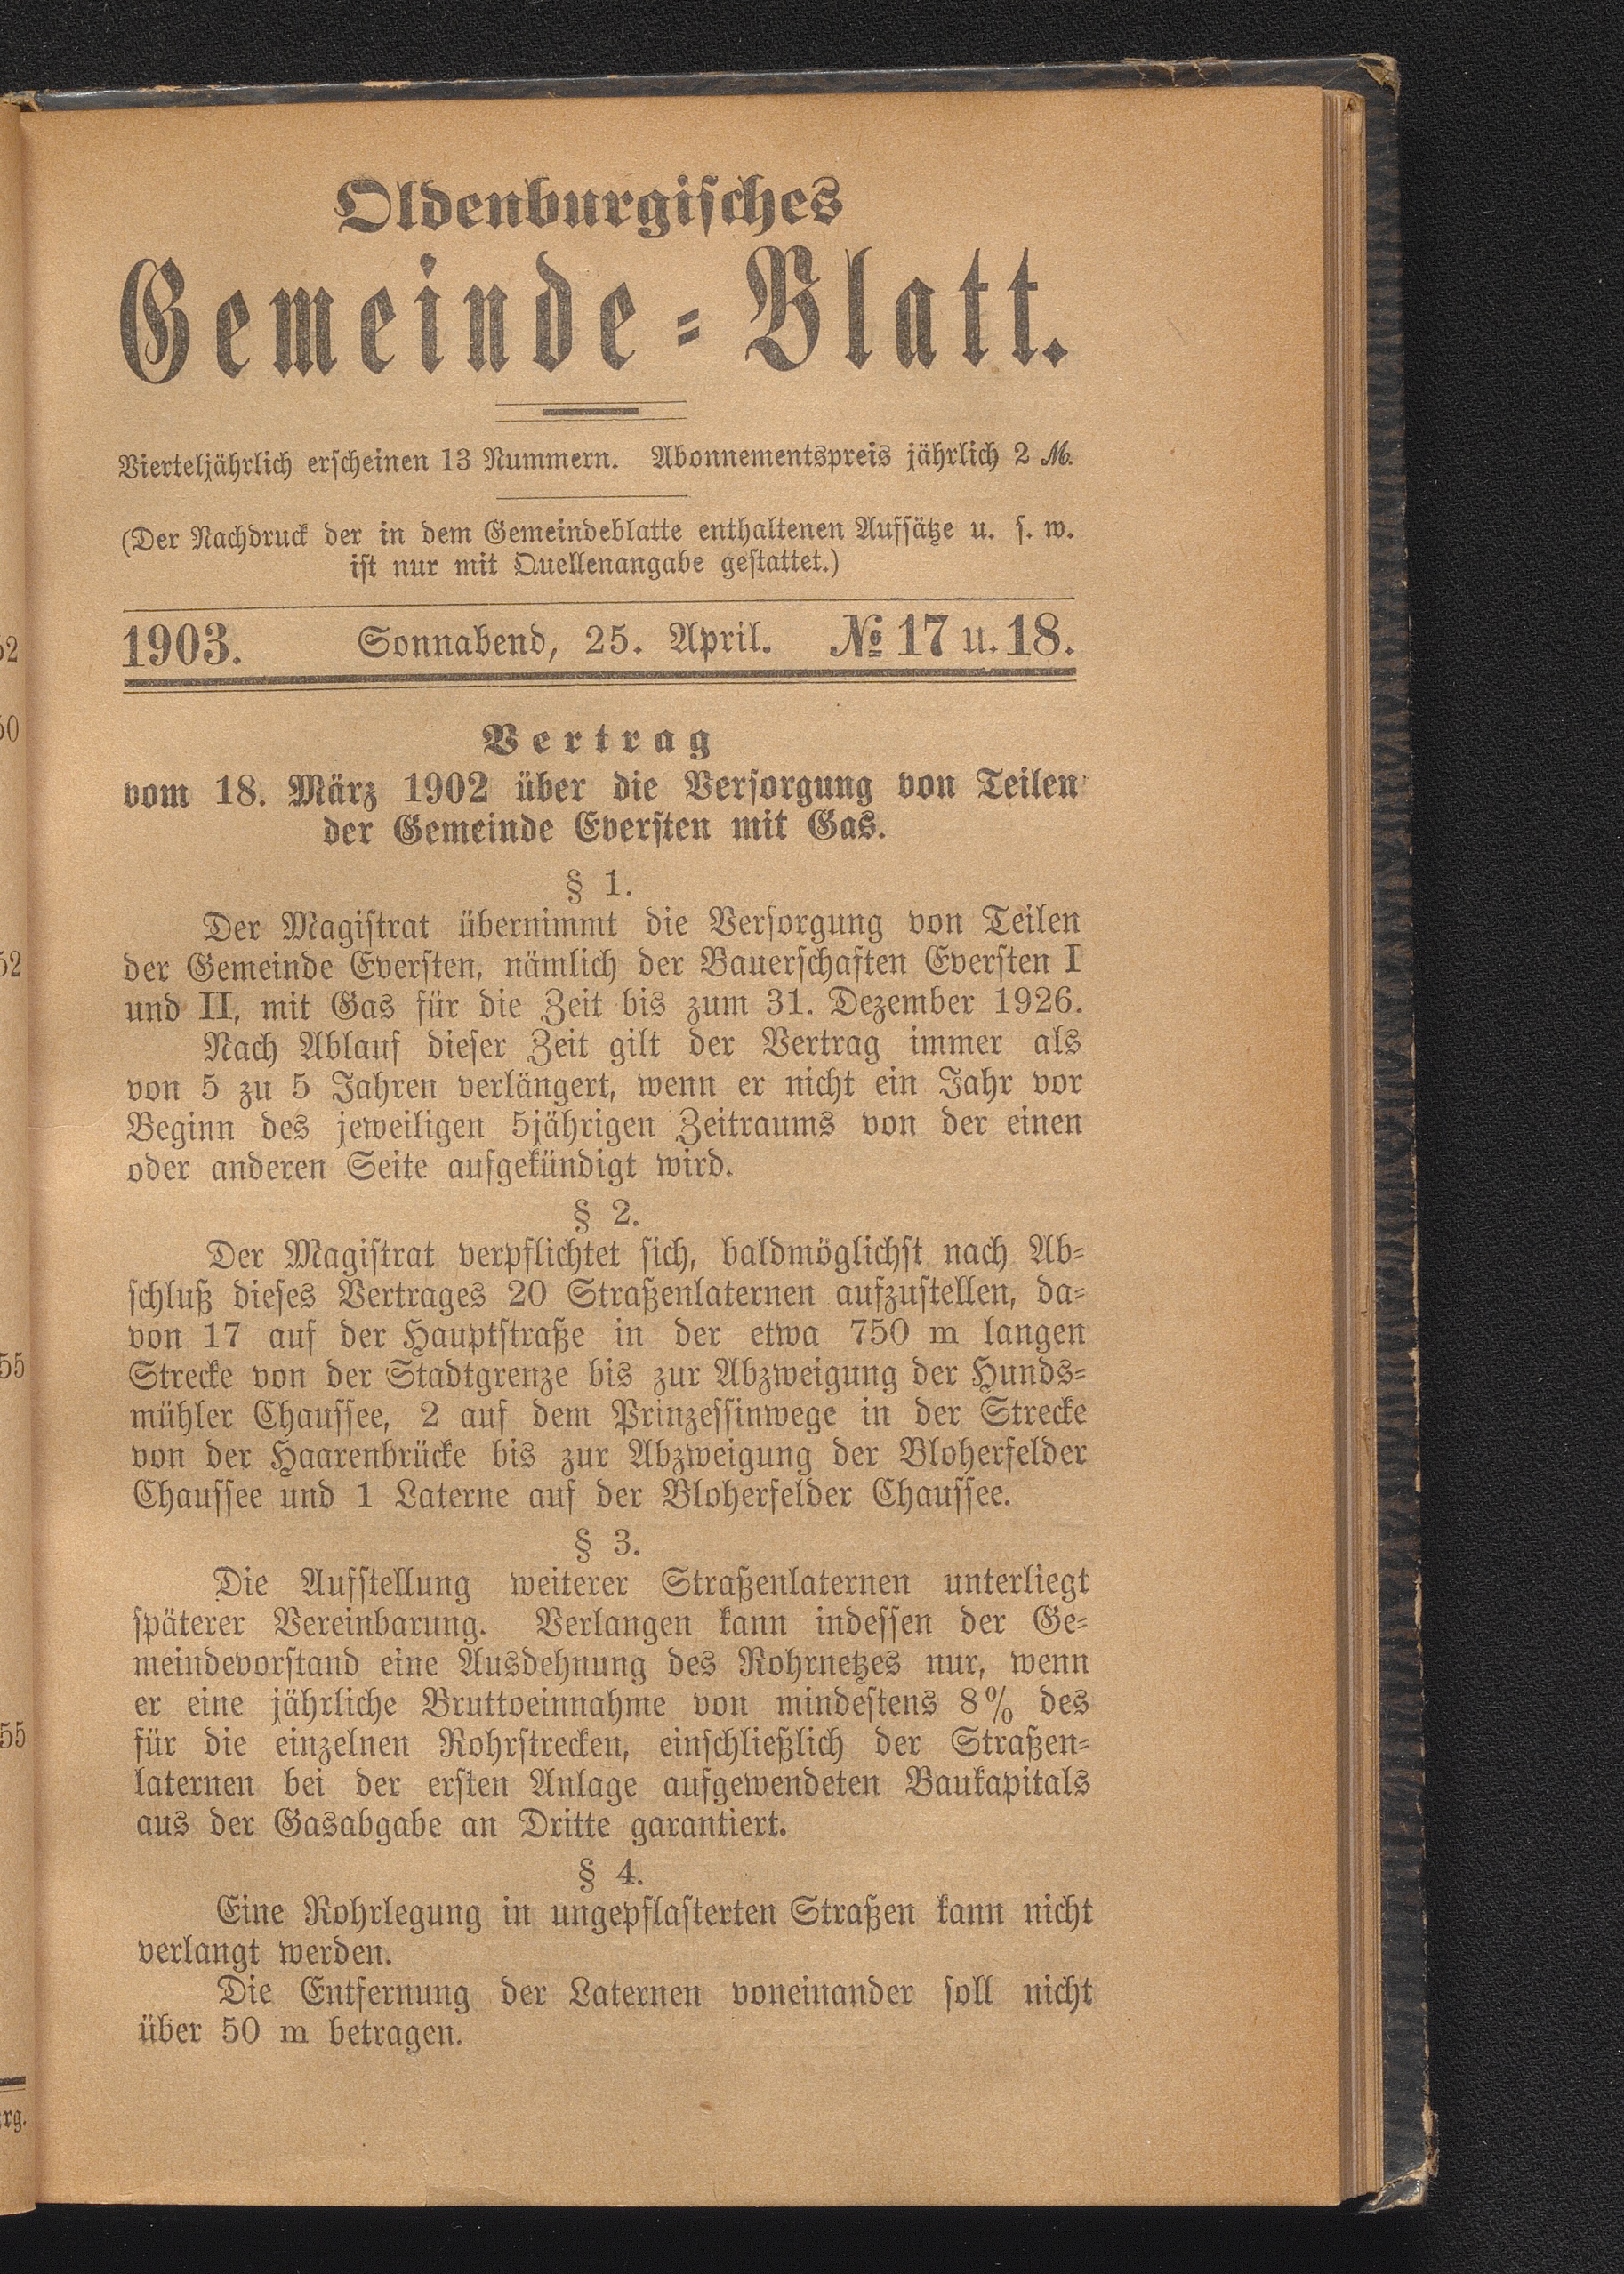 Oldenburgisches
Gemeinde-Blatt.
Vierteljährlich erscheinen 13 Nummern. Abonnementspreis jährlich 2 M.
(Der Nachdruck der in dem Gemeindeblatte enthaltenen Aufsätze u. s. w.
ist nur mit Quellenangabe gestattet.)
1903. Sonnabend, 25. April. № 17 u. 18.
Vertrag
vom 18. März 1902 über die Versorgung von Teilen
der Gemeinde Eversten mit Gas.
§ 1.
Der Magistrat übernimmt die Versorgung von Teilen
der Gemeinde Eversten, nämlich der Bauerschaften Eversten I
und II, mit Gas für die Zeit bis zum 31. Dezember 1926.
Nach Ablauf dieser Zeit gilt der Vertrag immer als
von 5 zu 5 Jahren verlängert, wenn er nicht ein Jahr vor
Beginn des jeweiligen 5jährigen Zeitraums von der einen
oder anderen Seite aufgekündigt wird.
§ 2.
Der Magistrat verpflichtet sich, baldmöglichst nach Ab-
schluß dieses Vertrages 20 Straßenlaternen aufzustellen, da-
von 17 auf der Hauptstraße in der etwa 750 m langen
Strecke von der Stadtgrenze bis zur Abzweigung der Hunds-
mühler Chaussee, 2 auf dem Prinzessinwege in der Strecke
von der Haarenbrücke bis zur Abzweigung der Bloherfelder
Chaussee und 1 Laterne auf der Bloherfelder Chaussee.
§ 3.
Die Aufstellung weiterer Straßenlaternen unterliegt
späterer Vereinbarung. Verlangen kann indessen der Ge-
meindevorstand eine Ausdehnung des Rohrnetzes nur, wenn
er eine jährliche Bruttoeinnahme von mindestens 8% des
für die einzelnen Rohrstrecken, einschließlich der Straßen-
laternen bei der ersten Anlage aufgewendeten Baukapitals
aus der Gasabgabe an Dritte garantiert.
§ 4.
Eine Rohrlegung in ungepflasterten Straßen kann nicht
verlangt werden.
Die Entfernung der Laternen voneinander soll nicht
über 50 m betragen.